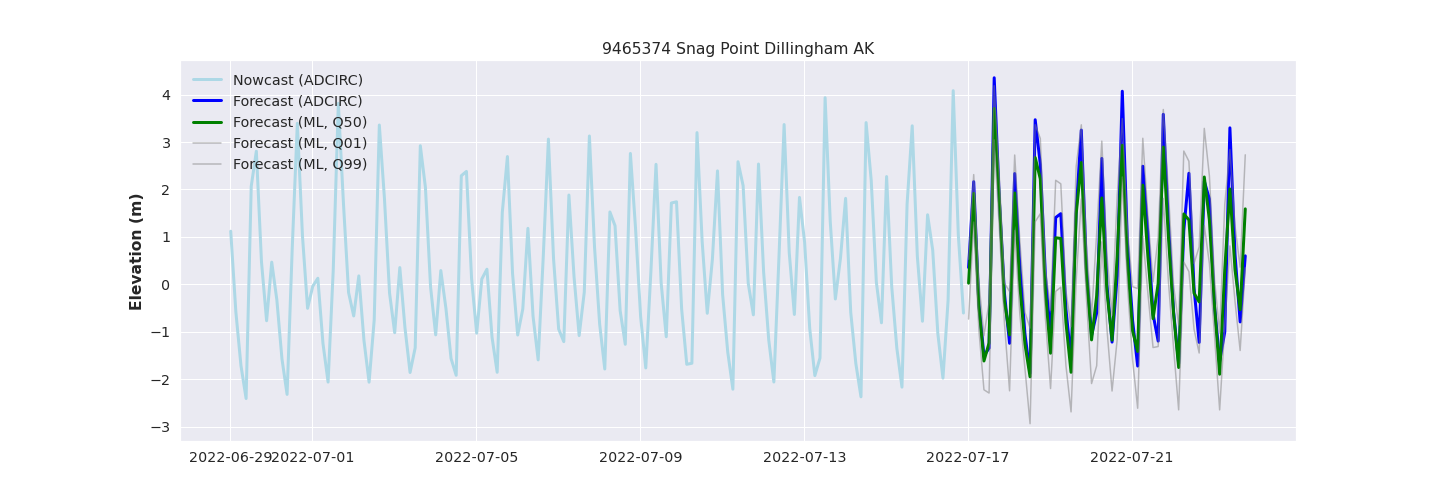 9465374 Snag Point Dillingham AK
Nowcast (ADCIRC)
Forecast (ADCIRC)
Forecast (ML, Q50)
Forecast (ML, Q01)
Forecast (ML, Q99)
Elevation (m)
4
3
2
1
0
−1
−2
−3
2022-06-29 2022-07-01 2022-07-05 2022-07-09 2022-07-13 2022-07-17 2022-07-21